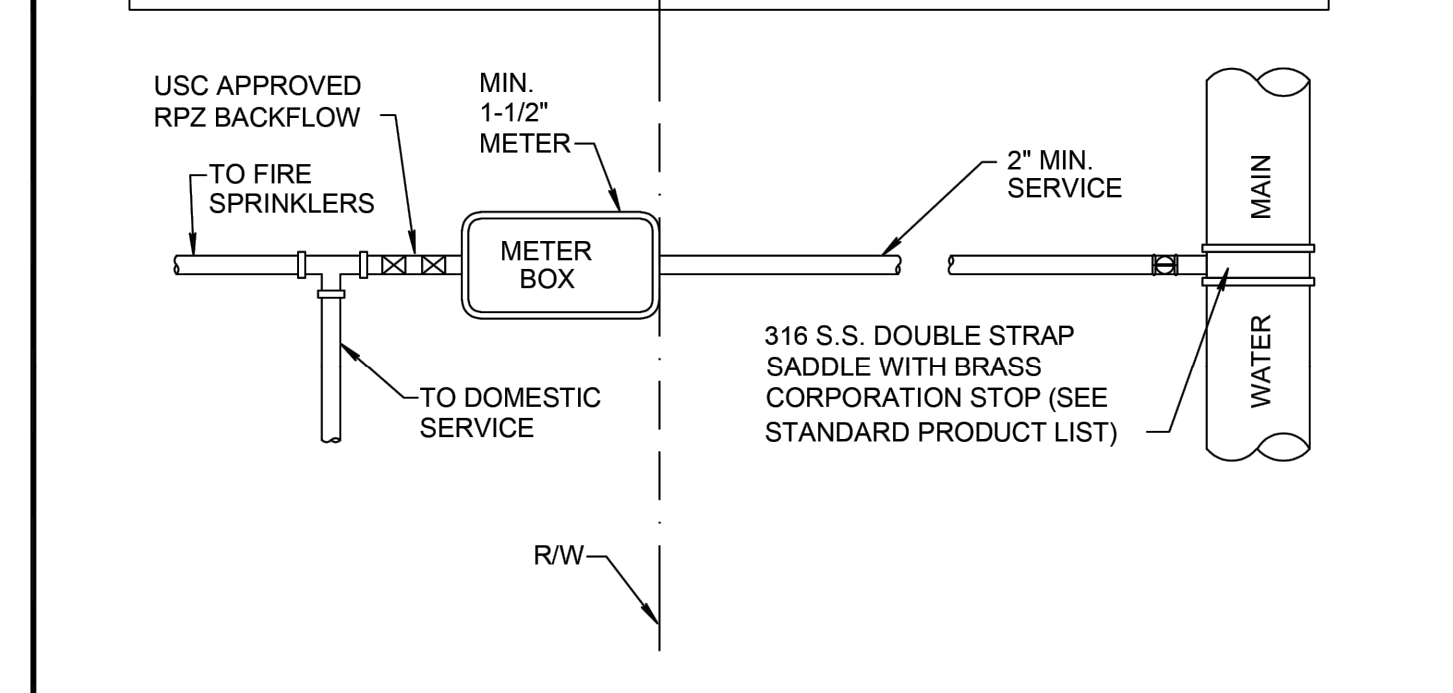 USC APPROVED
RPZ BACKFLOW
MIN.
1-1/2"
METER
TO FIRE
SPRINKLERS
2" MIN.
SERVICE
MAIN
METER
BOX
316 S.S. DOUBLE STRAP
SADDLE WITH BRASS
CORPORATION STOP (SEE
STANDARD PRODUCT LIST)
WATER
TO DOMESTIC
SERVICE
R/W